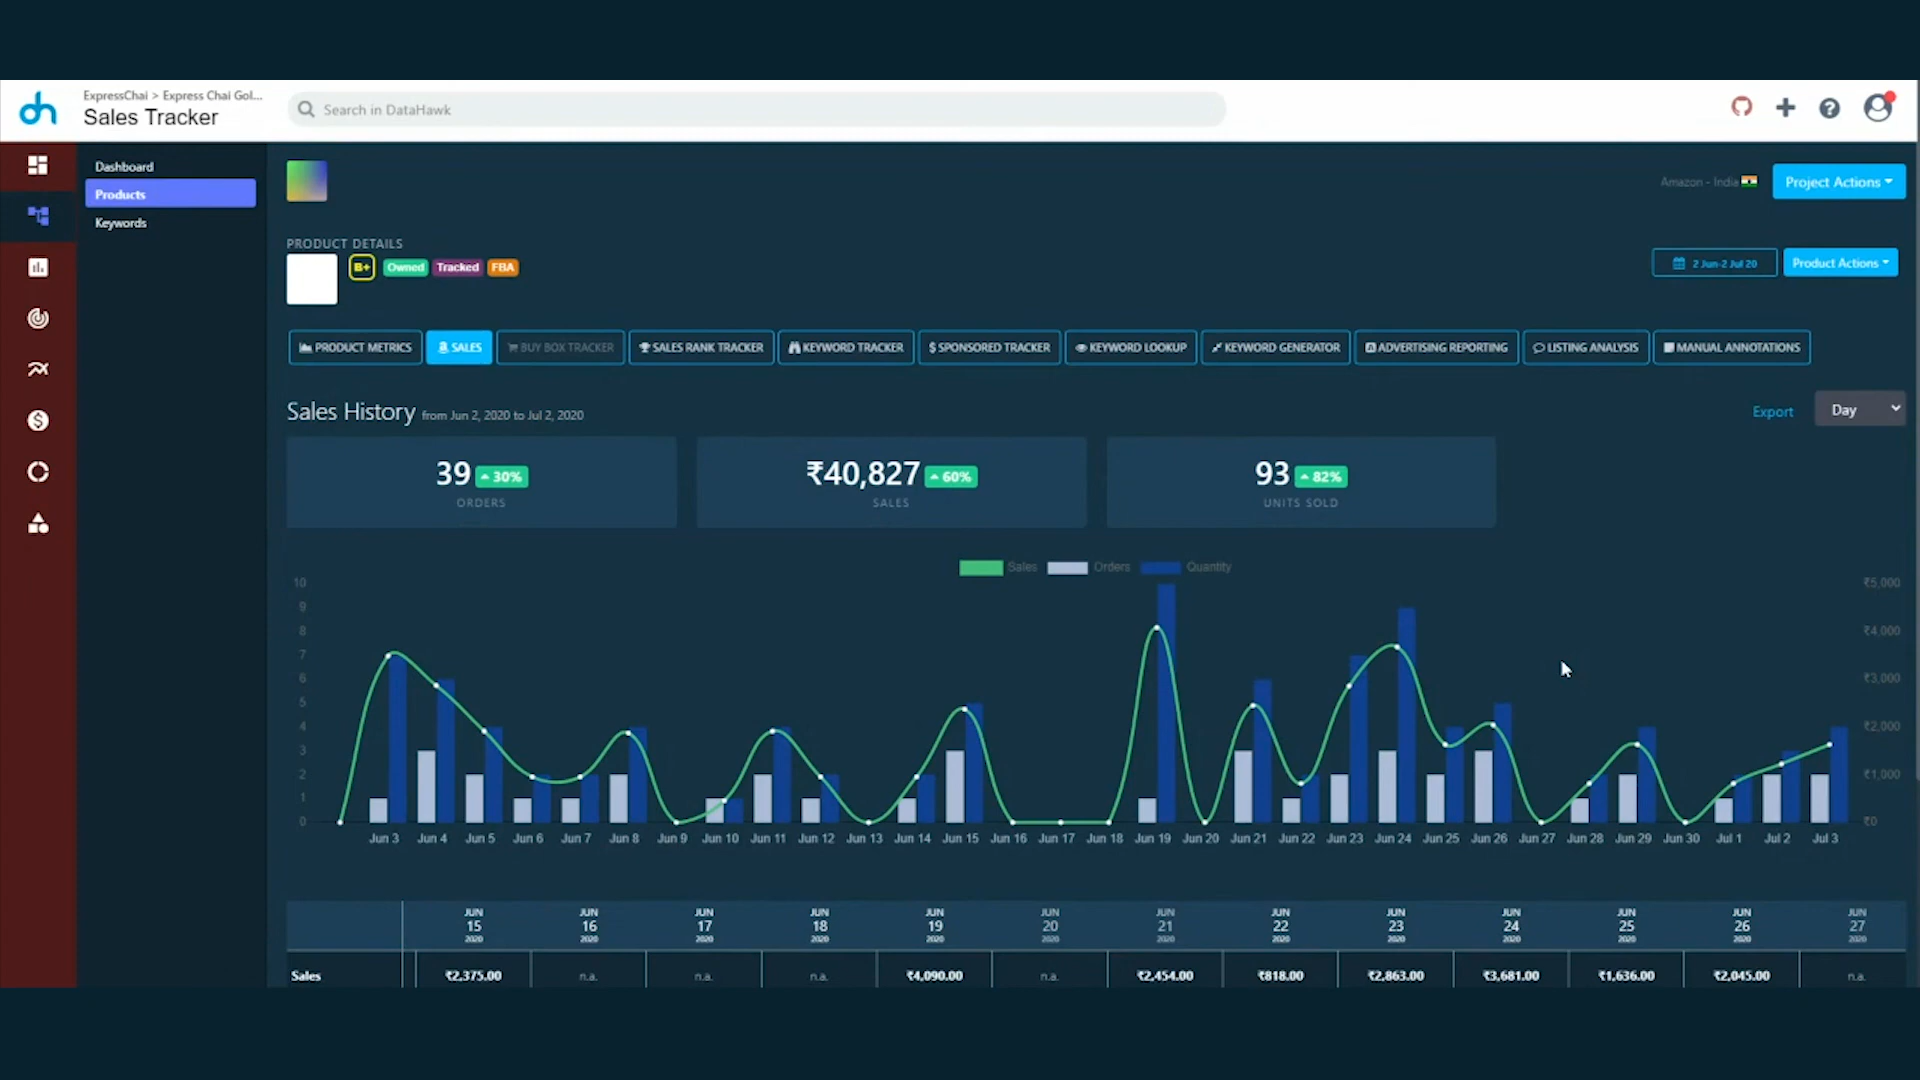 ExpressChai > Express Chai Gol...
Sales Tracker
Search in DataHawk
Dashboard
Products
Keywords
Amazon - India
Project Actions
PRODUCT DETAILS
B+ Owned Tracked FBA
2 Jun-2 Jul 20
Product Actions
PRODUCT METRICS SALES BUY BOX TRACKER SALES RANK TRACKER KEYWORD TRACKER $ SPONSORED TRACKER KEYWORD LOOKUP KEYWORD GENERATOR ADVERTISING REPORTING LISTING ANALYSIS MANUAL ANNOTATIONS
Sales History from Jun 2, 2020 to Jul 2, 2020
Export
Day
39 30% ₹40,827 60% 93 82%
ORDERS SALES UNITS SOLD
Sales Orders Quantity
10 ₹5,000
9
8 ₹4,000
7
6 ₹3,000
5
4 ₹2,000
3
2 ₹1,000
1
0 ₹0
Jun 3 Jun 4 Jun 5 Jun 6 Jun 7 Jun 8 Jun 9 Jun 10 Jun 11 Jun 12 Jun 13 Jun 14 Jun 15 Jun 16 Jun 17 Jun 18 Jun 19 Jun 20 Jun 21 Jun 22 Jun 23 Jun 24 Jun 25 Jun 26 Jun 27 Jun 28 Jun 29 Jun 30 Jul 1 Jul 2 Jul 3
JUN JUN JUN JUN JUN JUN JUN JUN JUN JUN JUN JUN JUN
15 16 17 18 19 20 21 22 23 24 25 26 27
2020 2020 2020 2020 2020 2020 2020 2020 2020 2020 2020 2020 2020
Sales ₹2,375.00 n.a. n.a. n.a. ₹4,090.00 n.a. ₹2,454.00 ₹818.00 ₹2,863.00 ₹3,681.00 ₹1,636.00 ₹2,045.00 n.a.